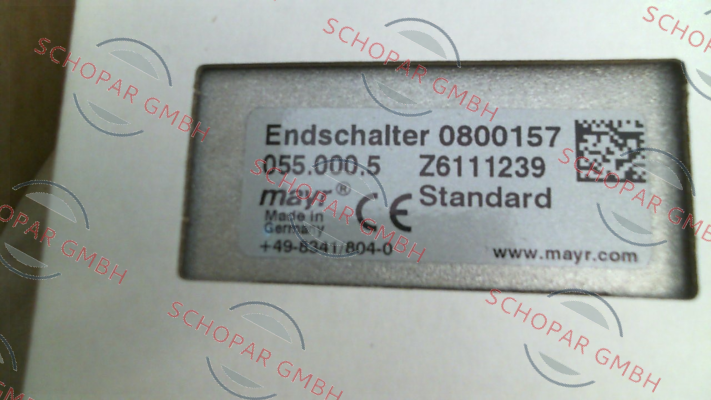 SCHOPAR GMBH
SCHOPAR GMBH
SCHOPAR GMBH
Endschalter 0800157
055.000.5 Z6111239
mayr® CE Standard
Made in
Germany
+49-8341/804-0 www.mayr.com
SCHOPAR GMBH
SCHOPAR GMBH
SCHOPAR GMBH
SCHOPAR GMBH
SCHOPAR GMBH